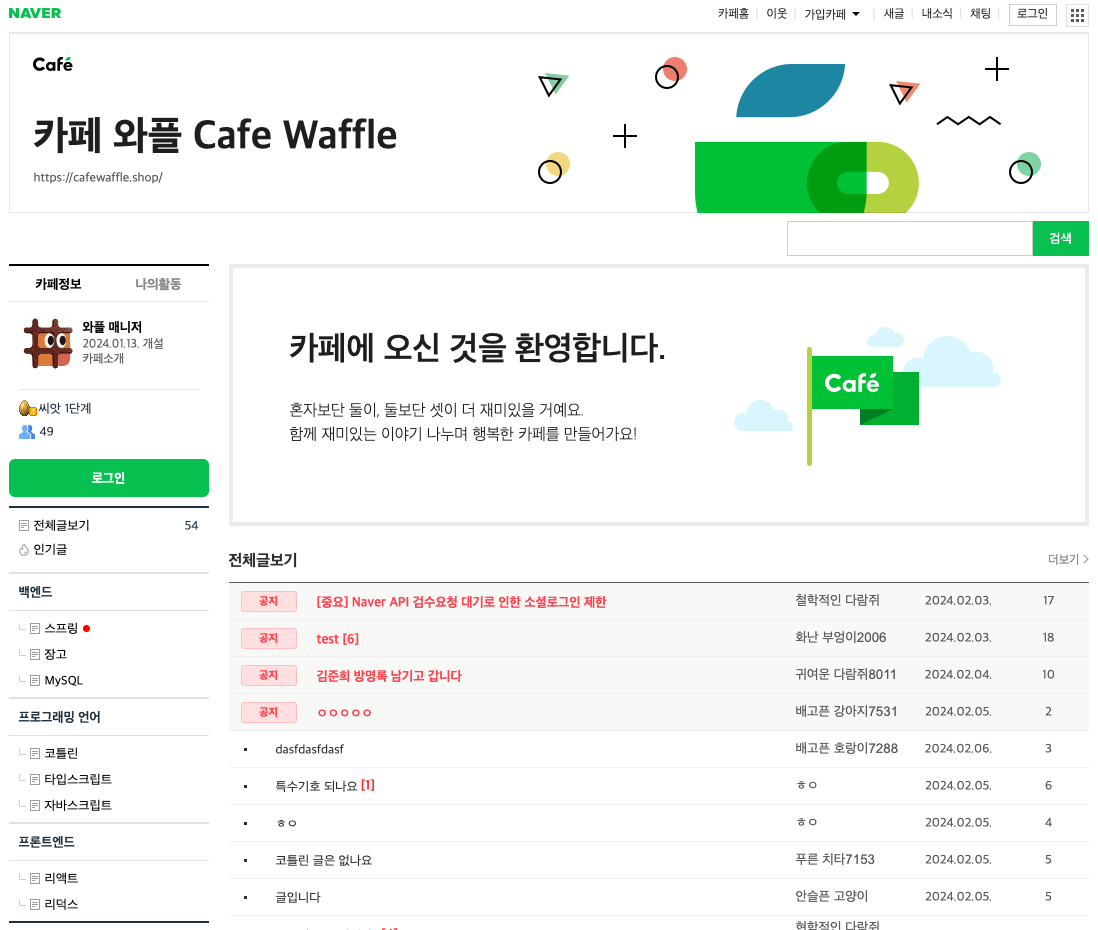 NAVER
카페홈 이웃 가입카페 새글 내소식 채팅 로그인
Café
카페 와플 Cafe Waffle
https://cafewaffle.shop/
검색
카페정보 나의활동
와플 매니저
2024.01.13. 개설
카페소개
씨앗 1단계
49
로그인
전체글보기 54
인기글
백엔드
스프링
장고
MySQL
프로그래밍 언어
코틀린
타입스크립트
자바스크립트
프론트엔드
리액트
리덕스
카페에 오신 것을 환영합니다.
혼자보단 둘이, 둘보단 셋이 더 재미있을 거예요.
함께 재미있는 이야기 나누며 행복한 카페를 만들어가요!
Café
전체글보기 더보기
공지 [중요] Naver API 검수요청 대기로 인한 소셜로그인 제한 철학적인 다람쥐 2024.02.03. 17
공지 test [6] 화난 부엉이2006 2024.02.03. 18
공지 김준희 방명록 남기고 갑니다 귀여운 다람쥐8011 2024.02.04. 10
공지 ㅇㅇㅇㅇㅇ 배고픈 강아지7531 2024.02.05. 2
dasfdasfdasf 배고픈 호랑이7288 2024.02.06. 3
특수기호 되나요 [1] ㅎㅇ 2024.02.05. 6
ㅎㅇ ㅎㅇ 2024.02.05. 4
코틀린 글은 없나요 푸른 치타7153 2024.02.05. 5
글입니다 안슬픈 고양이 2024.02.05. 5
철학적인 다람쥐